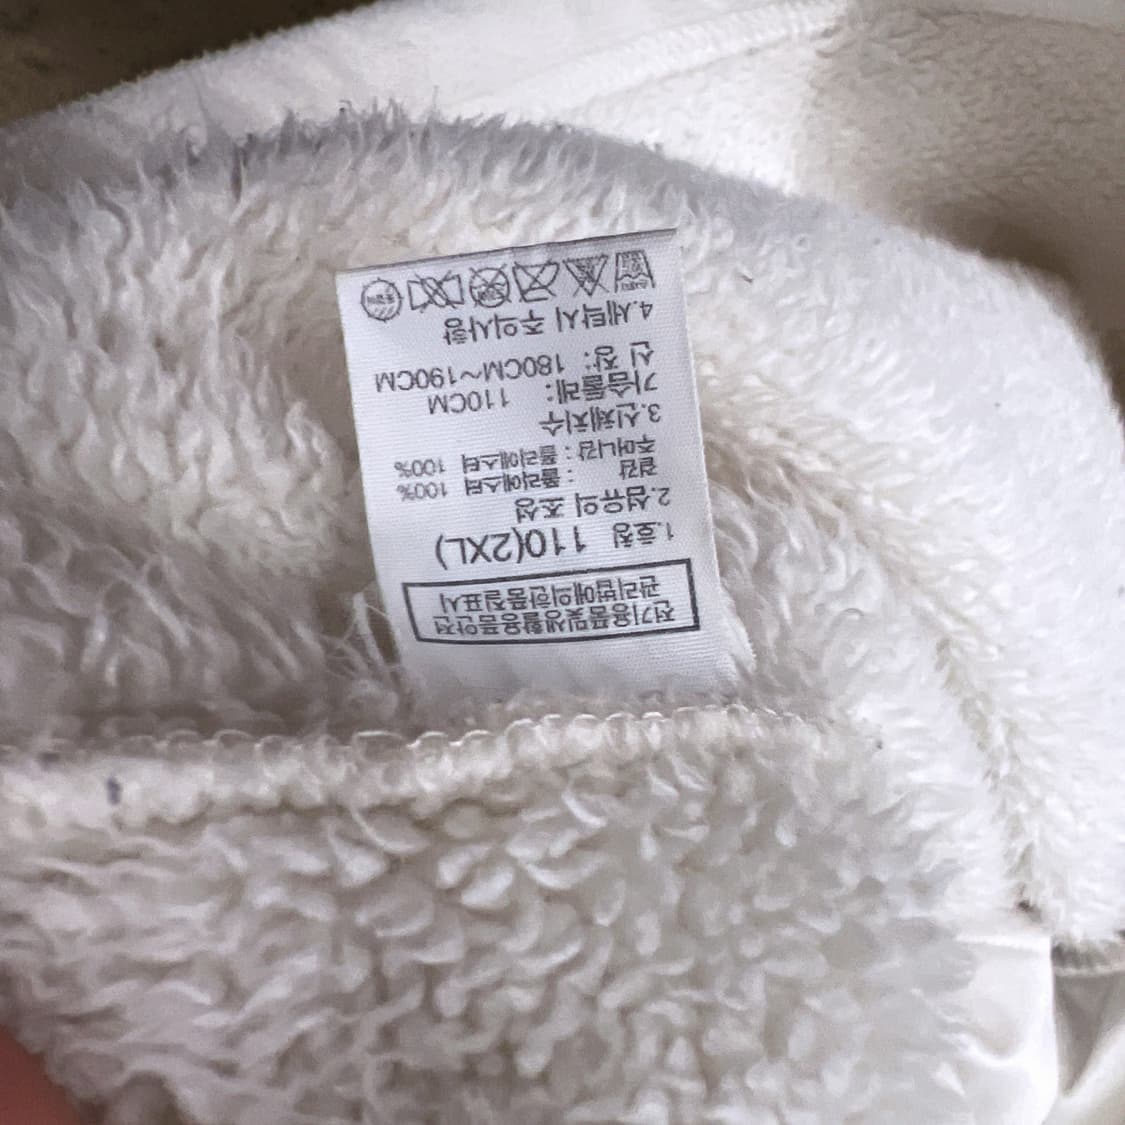 전기용품및생활용품안전
관리법에의한품질표시
1.호칭 110(2XL)
2.섬유의 조성
겉감 : 폴리에스터 100%
주머니감 : 폴리에스터 100%
3.신체치수
가슴둘레: 110CM
신 장: 180CM~190CM
4.세탁시 주의사항